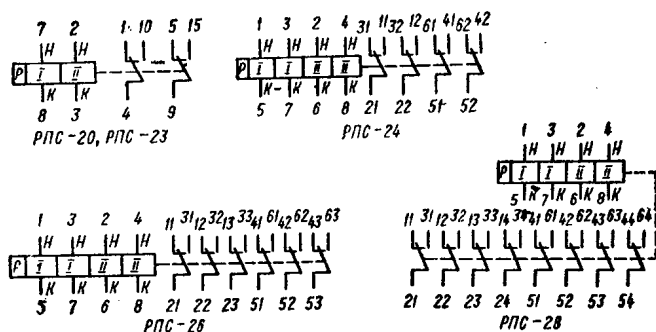 7 2 1 10 5 15
Н Н
Р I II
К К
8 3 4 9
РПС-20, РПС-23
1 3 2 4 31 11 32 12 61 41 62 42
Н Н Н Н
Р I I II II
К К К К
5 7 6 8 21 22 51 52
РПС-24
1 3 2 4
Н Н Н Н
Р I I II II
5 К 7 К 6 К 8 К
1 3 2 4 11 31 12 32 13 33 41 61 42 62 43 63
Н Н Н Н
Р I I II II
К К К К
5 7 6 8 21 22 23 51 52 53
РПС-26
11 31 12 32 13 33 14 34 41 61 42 62 43 63 44 64
21 22 23 24 51 52 53 54
РПС-28